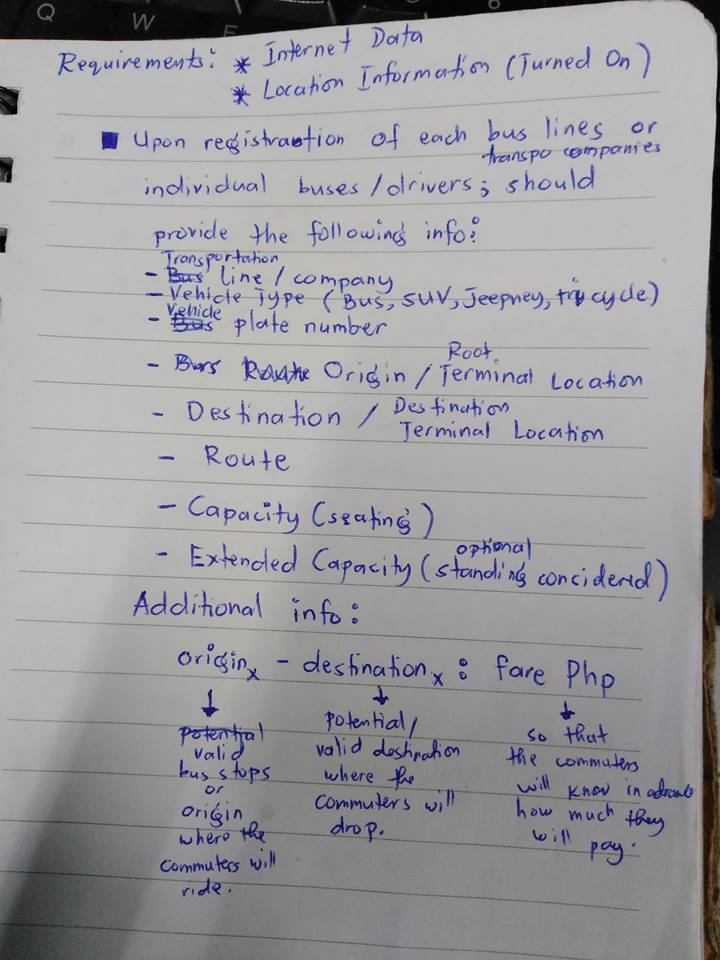 Q W
Requirements: * Internet Data
* Location Information (Turned On)
■ Upon registraotion of each bus lines or
transpo companies
individual buses/drivers; should
provide the following info:
Transportation
- Bus line / company
- Vehicle Type (Bus, SUV, Jeepney, tricycle)
Vehicle
- Bus plate number
- Bus Route Origin / Root Terminal Location
- Destination / Destination Terminal Location
- Route
- Capacity (seating)
optional
- Extended Capacity (standing concidered)
Additional info:
originx - destinationx : fare Php
↓ ↓ ↓
potential
valid
bus stops
or
origin
where the
commuters will
ride.
potential/
valid destination
where the
commuters will
drop.
so that
the commuters
will know in
how much they
will pay.